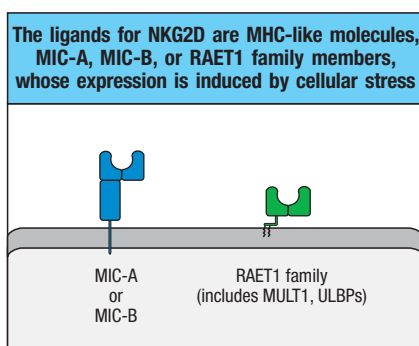 The ligands for NKG2D are MHC-like molecules,
MIC-A, MIC-B, or RAET1 family members,
whose expression is induced by cellular stress
MIC-A
or
MIC-B
RAET1 family
(includes MULT1, ULBPs)